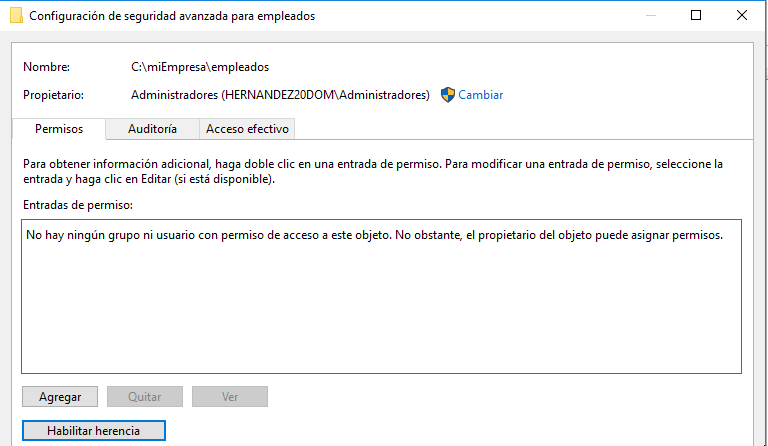 Configuración de seguridad avanzada para empleados
Nombre: C:\miEmpresa\empleados
Propietario: Administradores (HERNANDEZ20DOM\Administradores) Cambiar
Permisos Auditoría Acceso efectivo
Para obtener información adicional, haga doble clic en una entrada de permiso. Para modificar una entrada de permiso, seleccione la
entrada y haga clic en Editar (si está disponible).
Entradas de permiso:
No hay ningún grupo ni usuario con permiso de acceso a este objeto. No obstante, el propietario del objeto puede asignar permisos.
Agregar Quitar Ver
Habilitar herencia